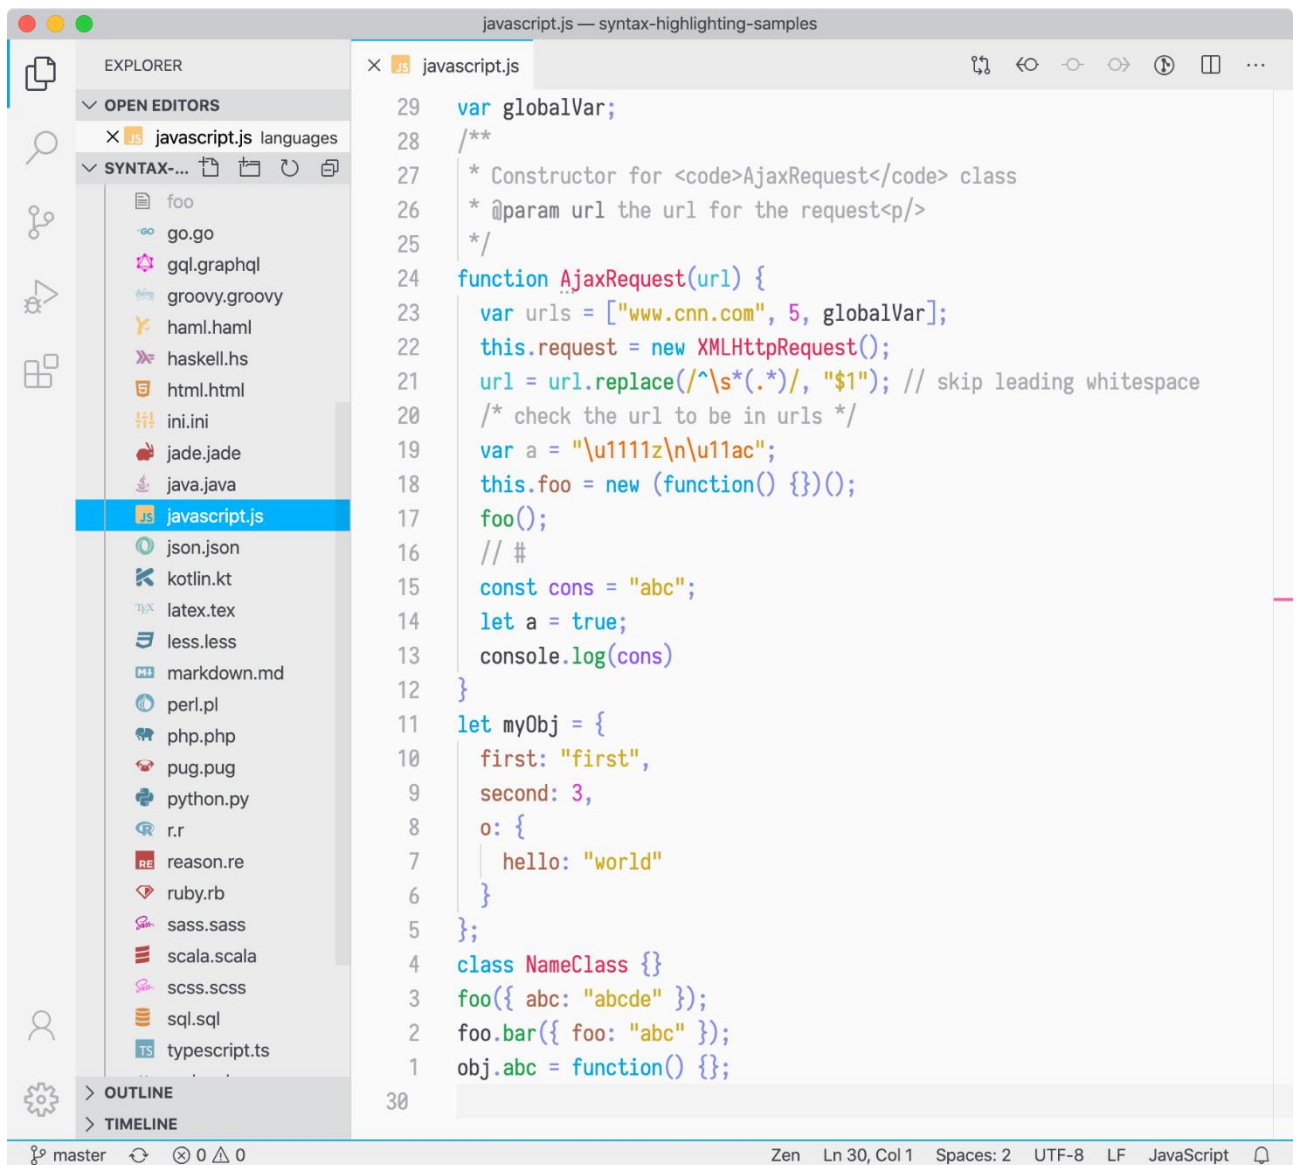 javascript.js — syntax-highlighting-samples
EXPLORER
OPEN EDITORS
JS javascript.js languages
SYNTAX-...
foo
GO go.go
gql.graphql
groovy.groovy
haml.haml
haskell.hs
5 html.html
ini.ini
jade.jade
java.java
JS javascript.js
json.json
kotlin.kt
TEX latex.tex
less.less
markdown.md
perl.pl
php.php
pug.pug
python.py
R r.r
RE reason.re
ruby.rb
sass.sass
scala.scala
scss.scss
sql.sql
TS typescript.ts
OUTLINE
TIMELINE
JS javascript.js
29 var globalVar;
28 /**
27 * Constructor for <code>AjaxRequest</code> class
26 * @param url the url for the request<p/>
25 */
24 function AjaxRequest(url) {
23 var urls = ["www.cnn.com", 5, globalVar];
22 this.request = new XMLHttpRequest();
21 url = url.replace(/^\s*(.*)/, "$1"); // skip leading whitespace
20 /* check the url to be in urls */
19 var a = "\u1111z\n\u11ac";
18 this.foo = new (function() {})();
17 foo();
16 // #
15 const cons = "abc";
14 let a = true;
13 console.log(cons)
12 }
11 let myObj = {
10 first: "first",
9 second: 3,
8 o: {
7 hello: "world"
6 }
5 };
4 class NameClass {}
3 foo({ abc: "abcde" });
2 foo.bar({ foo: "abc" });
1 obj.abc = function() {};
30
master 0 0 Zen Ln 30, Col 1 Spaces: 2 UTF-8 LF JavaScript